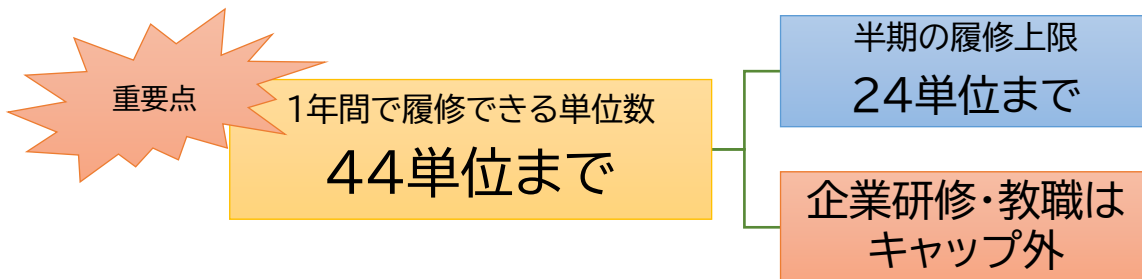 重要点
1年間で履修できる単位数
44単位まで
半期の履修上限
24単位まで
企業研修・教職は
キャップ外